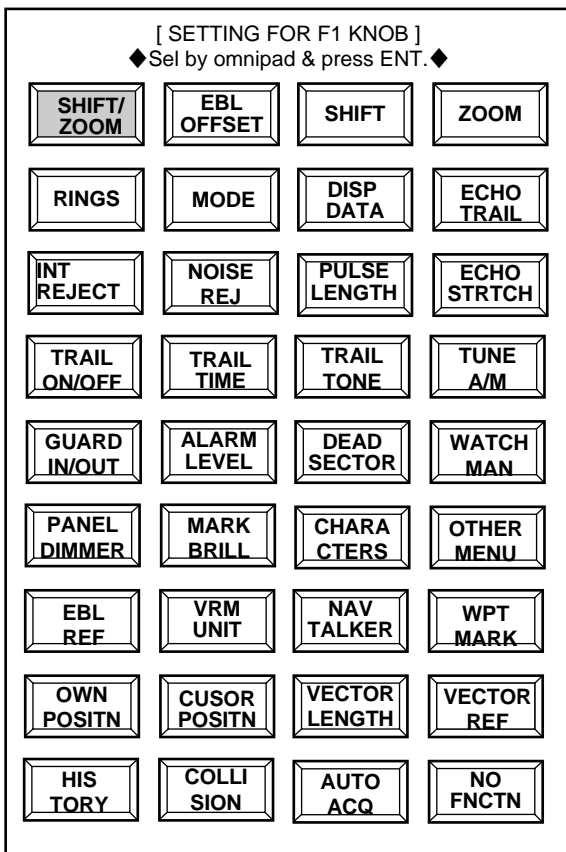 [ SETTING FOR F1 KNOB ]
◆Sel by omnipad & press ENT.◆
SHIFT/
ZOOM
EBL
OFFSET
SHIFT
ZOOM
RINGS
MODE
DISP
DATA
ECHO
TRAIL
INT
REJECT
NOISE
REJ
PULSE
LENGTH
ECHO
STRTCH
TRAIL
ON/OFF
TRAIL
TIME
TRAIL
TONE
TUNE
A/M
GUARD
IN/OUT
ALARM
LEVEL
DEAD
SECTOR
WATCH
MAN
PANEL
DIMMER
MARK
BRILL
CHARA
CTERS
OTHER
MENU
EBL
REF
VRM
UNIT
NAV
TALKER
WPT
MARK
OWN
POSITN
CUSOR
POSITN
VECTOR
LENGTH
VECTOR
REF
HIS
TORY
COLLI
SION
AUTO
ACQ
NO
FNCTN